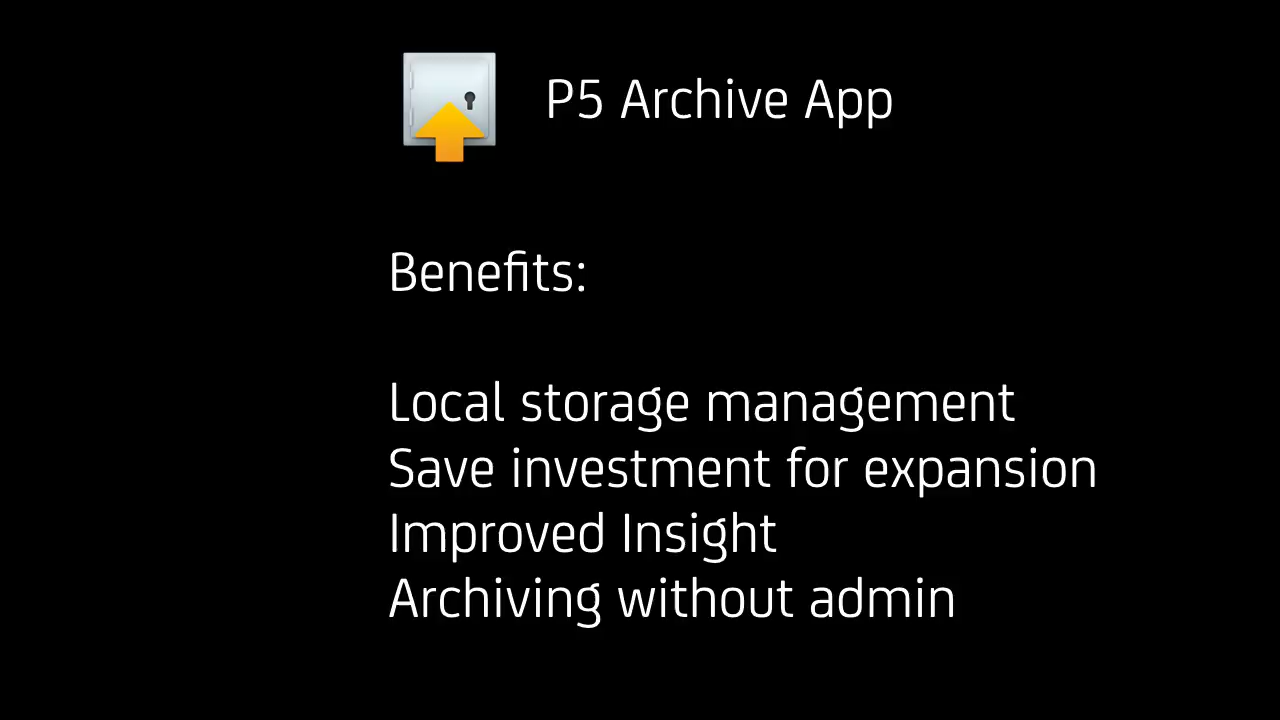 P5 Archive App
Benefits:
Local storage management
Save investment for expansion
Improved Insight
Archiving without admin